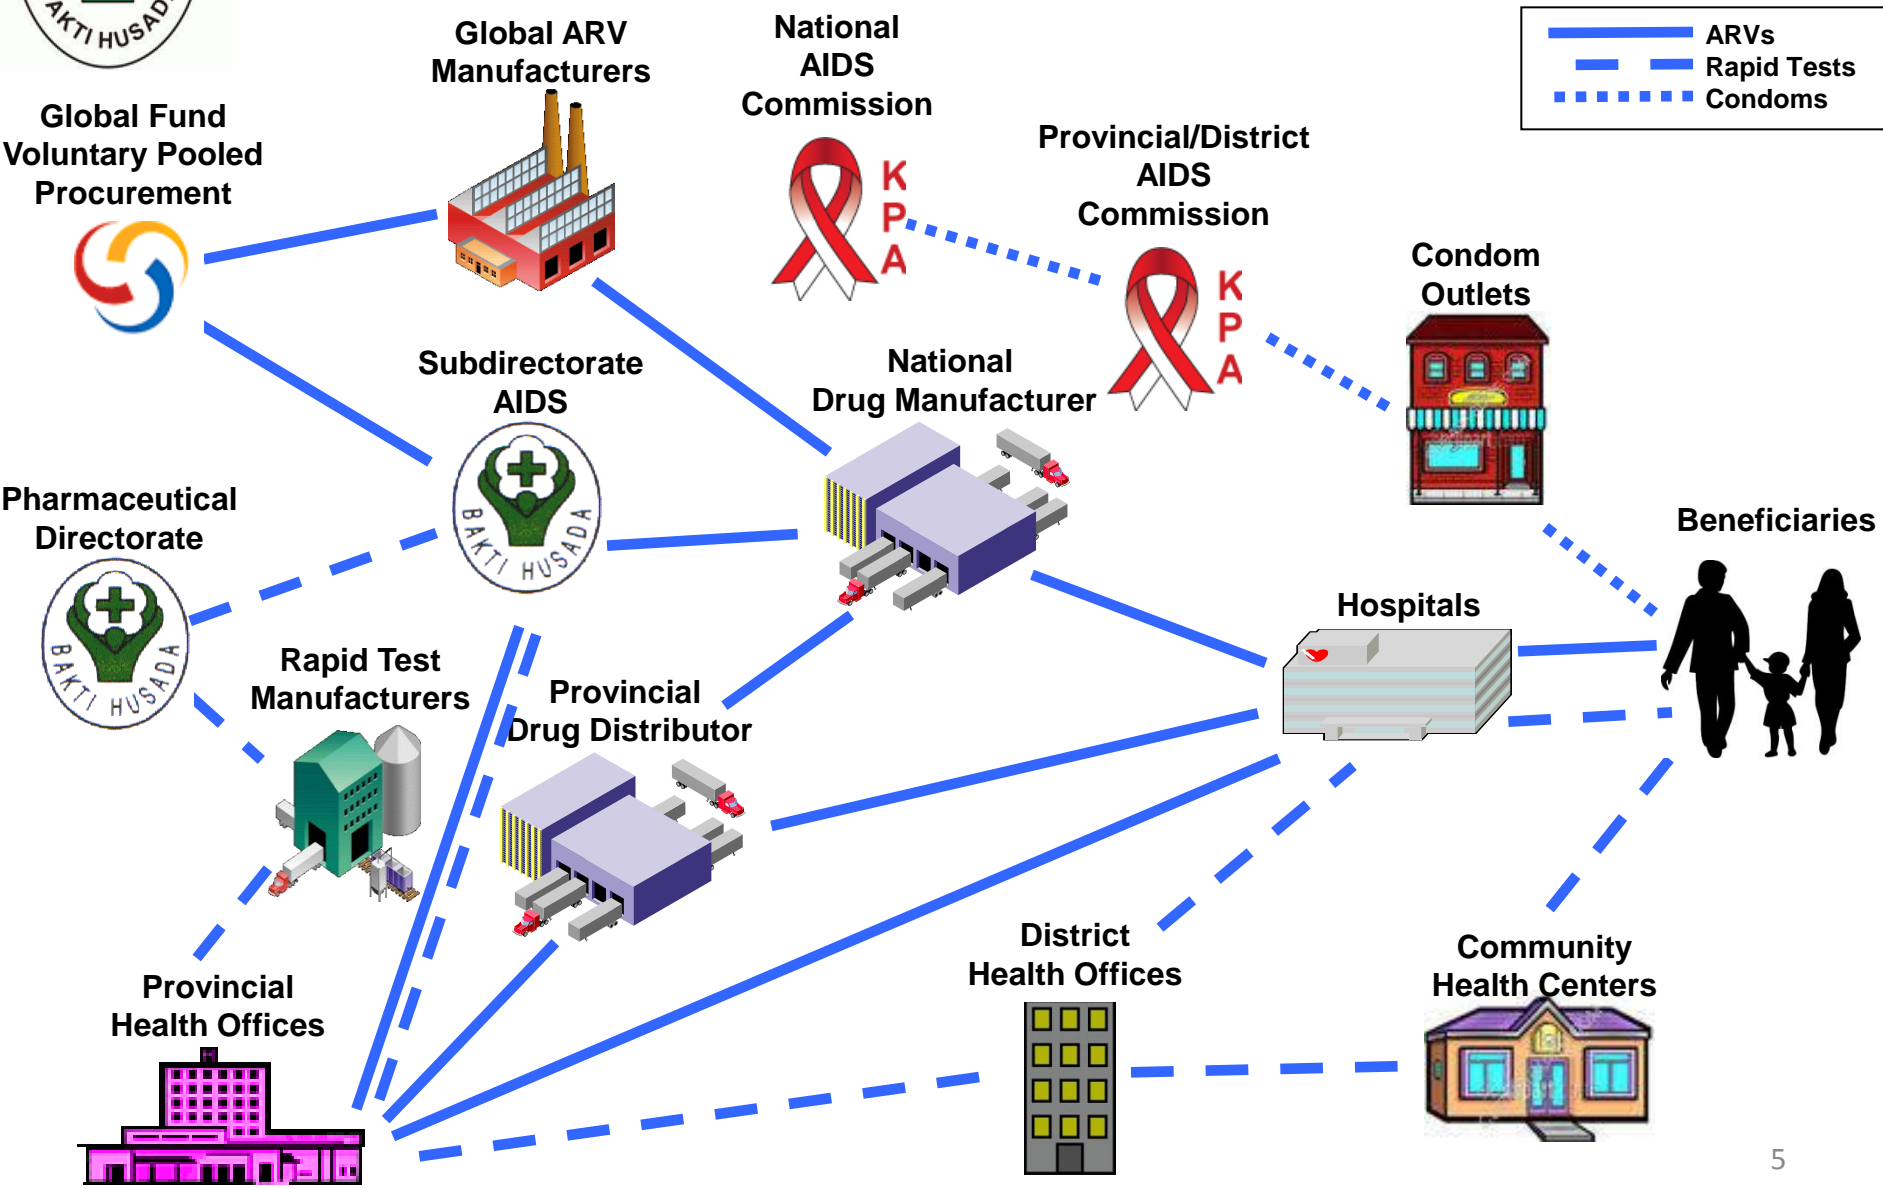 BAKTI HUSADA
Global ARV
Manufacturers
National
AIDS
Commission
ARVs
Rapid Tests
Condoms
Global Fund
Voluntary Pooled
Procurement
Provincial/District
AIDS
Commission
K
P
A
K
P
A
Condom
Outlets
Subdirectorate
AIDS
BAKTI HUSADA
National
Drug Manufacturer
Pharmaceutical
Directorate
BAKTI HUSADA
Beneficiaries
Hospitals
Rapid Test
Manufacturers
Provincial
Drug Distributor
Provincial
Health Offices
District
Health Offices
Community
Health Centers
5